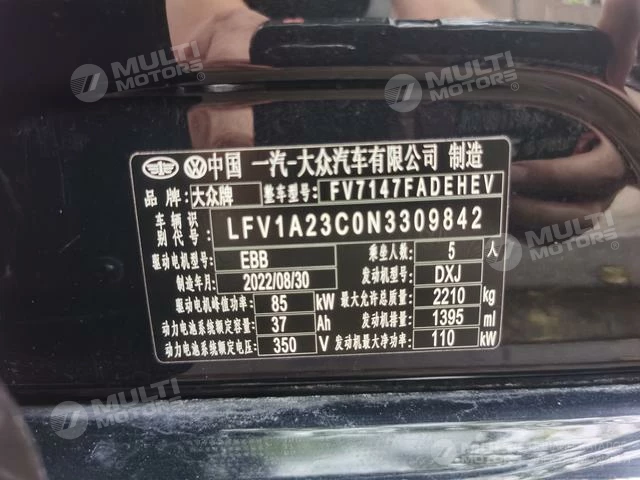 MULTI MOTORS®
MULTI MOTORS®
中国 一汽-大众汽车有限公司 制造
品牌: 大众牌 整车型号: FV7147FADEHEV
车辆识别代号: LFV1A23C0N3309842
驱动电机型号: EBB 乘坐人数: 5 人
制造年月: 2022/08/30 发动机型号: DXJ
驱动电机峰值功率: 85 kW 最大允许总质量: 2210 kg
动力电池系统额定容量: 37 Ah 发动机排量: 1395 ml
动力电池系统额定电压: 350 V 发动机最大净功率: 110 kW
MULTI MOTORS®
MULTI MOTORS®